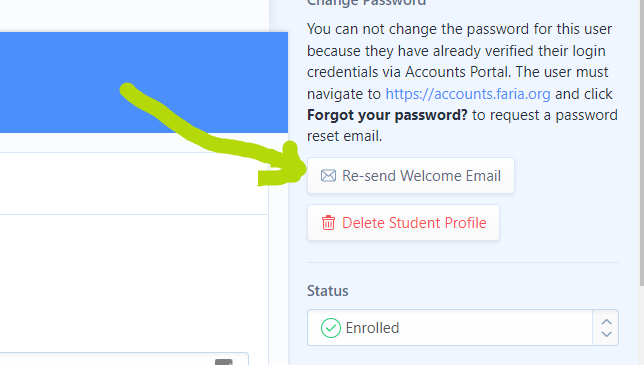 Change Password
You can not change the password for this user
because they have already verified their login
credentials via Accounts Portal. The user must
navigate to https://accounts.faria.org and click
Forgot your password? to request a password
reset email.
Re-send Welcome Email
Delete Student Profile
Status
Enrolled